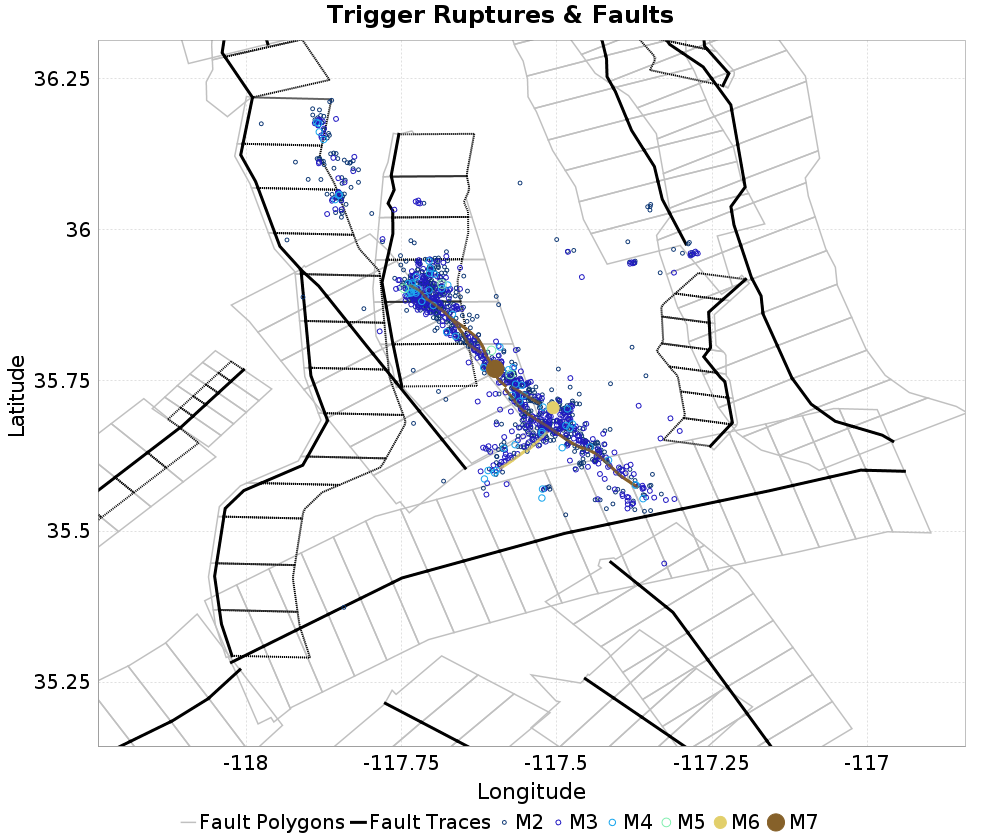 Trigger Ruptures & Faults
36.25
36
35.75
35.5
35.25
Latitude
-118
-117.75
-117.5
-117.25
-117
Longitude
Fault Polygons Fault Traces M2 M3 M4 M5 M6 M7